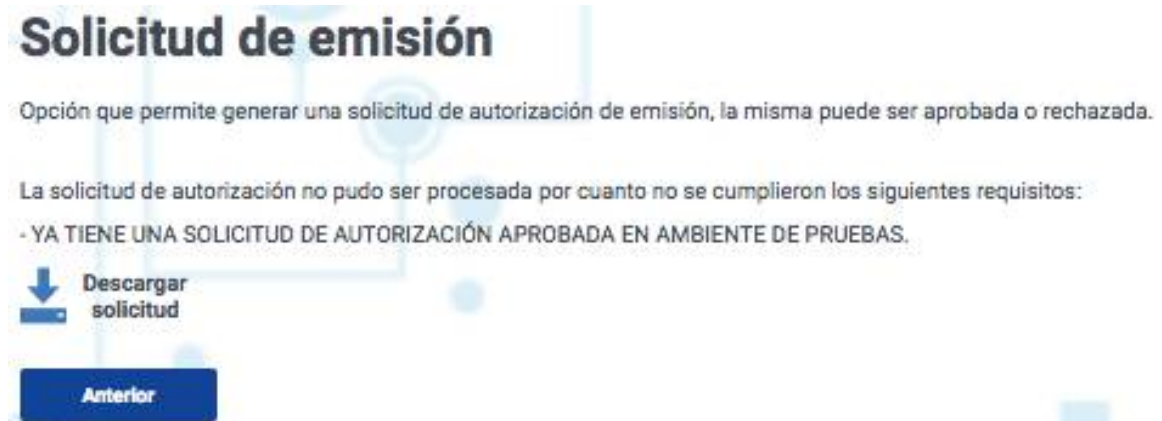 Solicitud de emisión
Opción que permite generar una solicitud de autorización de emisión, la misma puede ser aprobada o rechazada.
La solicitud de autorización no pudo ser procesada por cuanto no se cumplieron los siguientes requisitos:
- YA TIENE UNA SOLICITUD DE AUTORIZACIÓN APROBADA EN AMBIENTE DE PRUEBAS.
Descargar
solicitud
Anterior